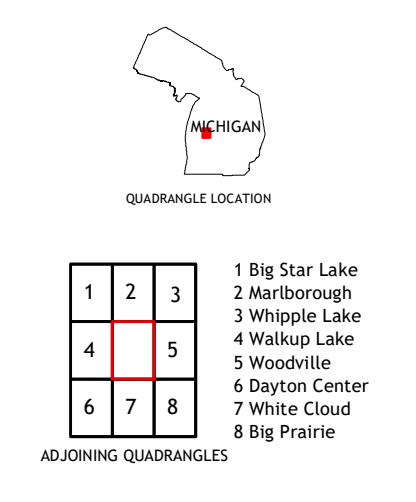 MICHIGAN
QUADRANGLE LOCATION
1 2 3
4 5
6 7 8
1 Big Star Lake
2 Marlborough
3 Whipple Lake
4 Walkup Lake
5 Woodville
6 Dayton Center
7 White Cloud
8 Big Prairie
ADJOINING QUADRANGLES